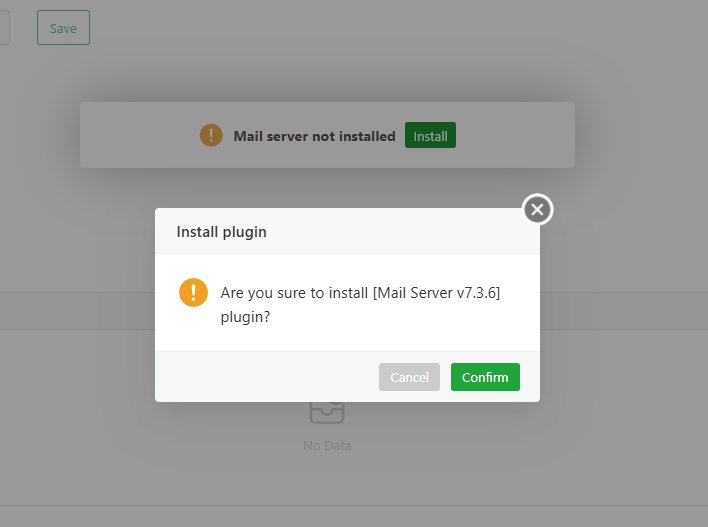 Save
Mail server not installed Install
Install plugin
Are you sure to install [Mail Server v7.3.6]
plugin?
Cancel Confirm
No Data